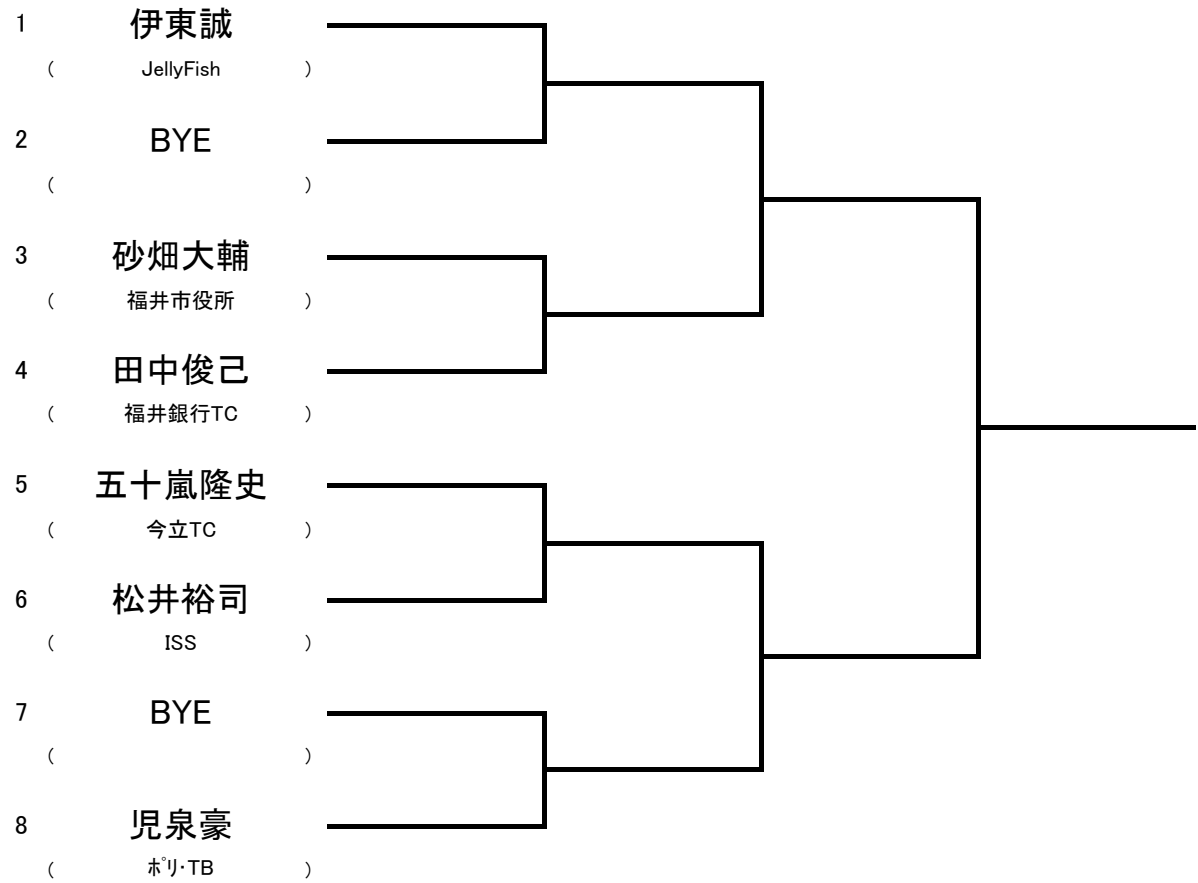 1 伊東誠
( JellyFish )
2 BYE
( )
3 砂畑大輔
( 福井市役所 )
4 田中俊己
( 福井銀行TC )
5 五十嵐隆史
( 今立TC )
6 松井裕司
( ISS )
7 BYE
( )
8 児泉豪
( ﾎﾟﾘ･TB )